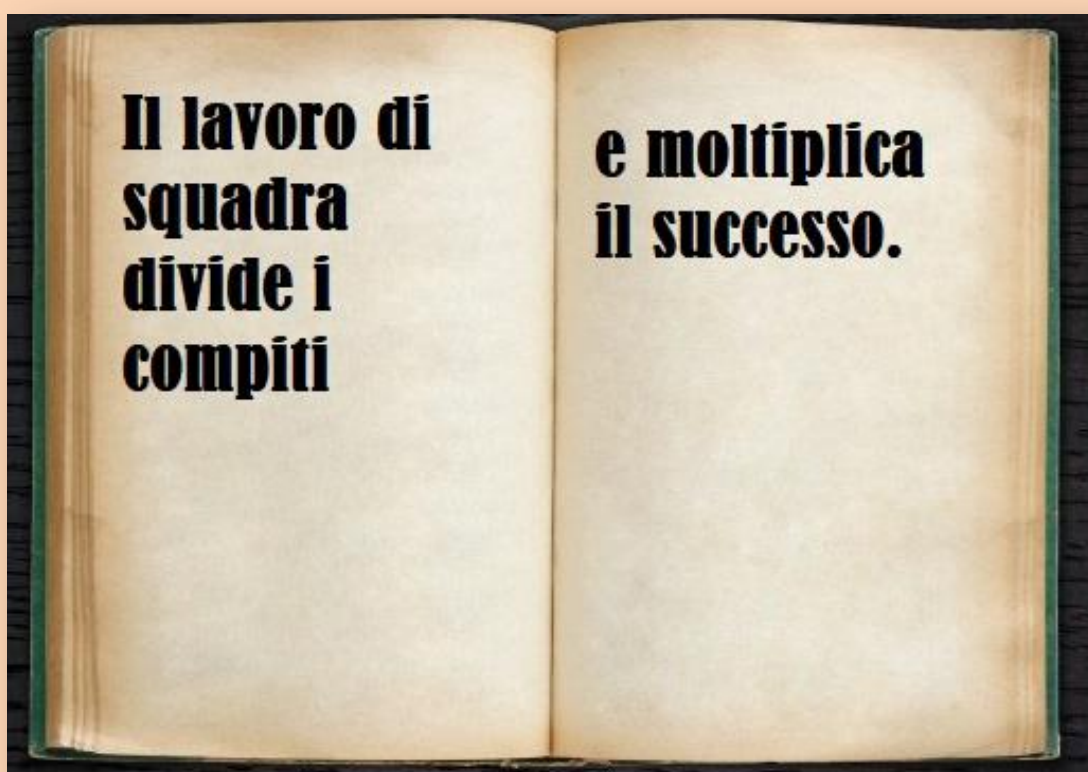 Il lavoro di
squadra
divide i
compiti
e moltiplica
il successo.